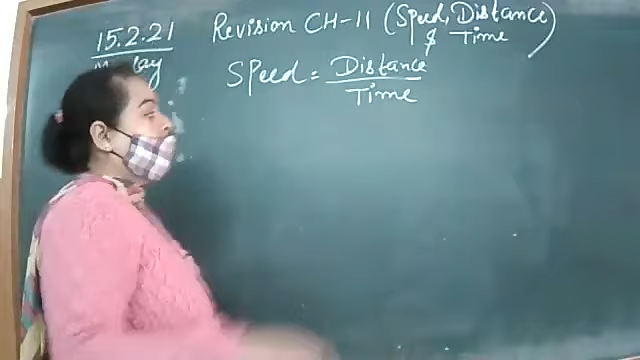 15.2.21
Revision CH-11 (Speed, Distance
& Time)
Speed = Distance
Time